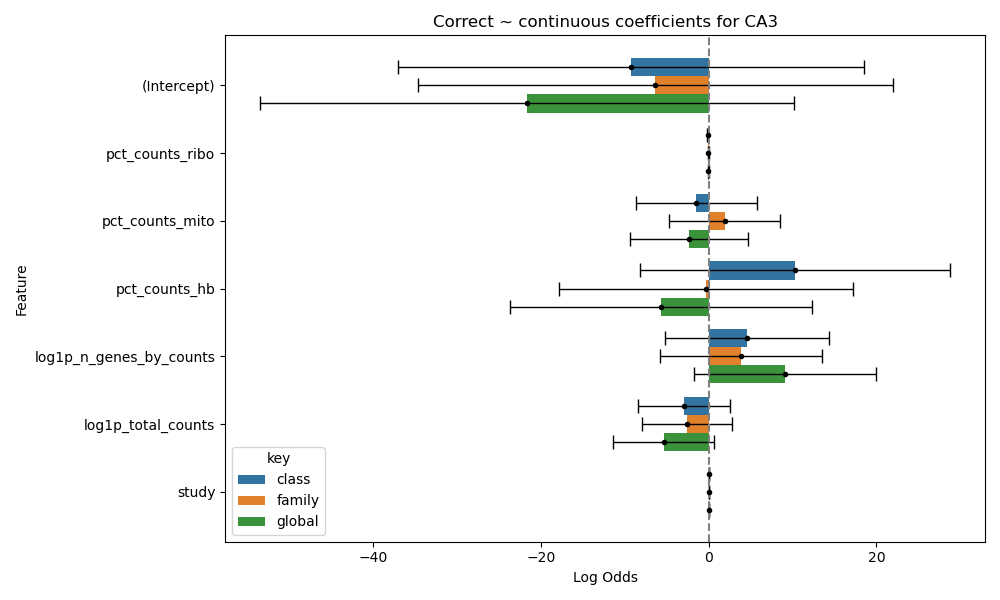 Correct ~ continuous coefficients for CA3
Feature
(Intercept)
pct_counts_ribo
pct_counts_mito
pct_counts_hb
log1p_n_genes_by_counts
log1p_total_counts
study
key
class
family
global
−40
−20
0
20
Log Odds